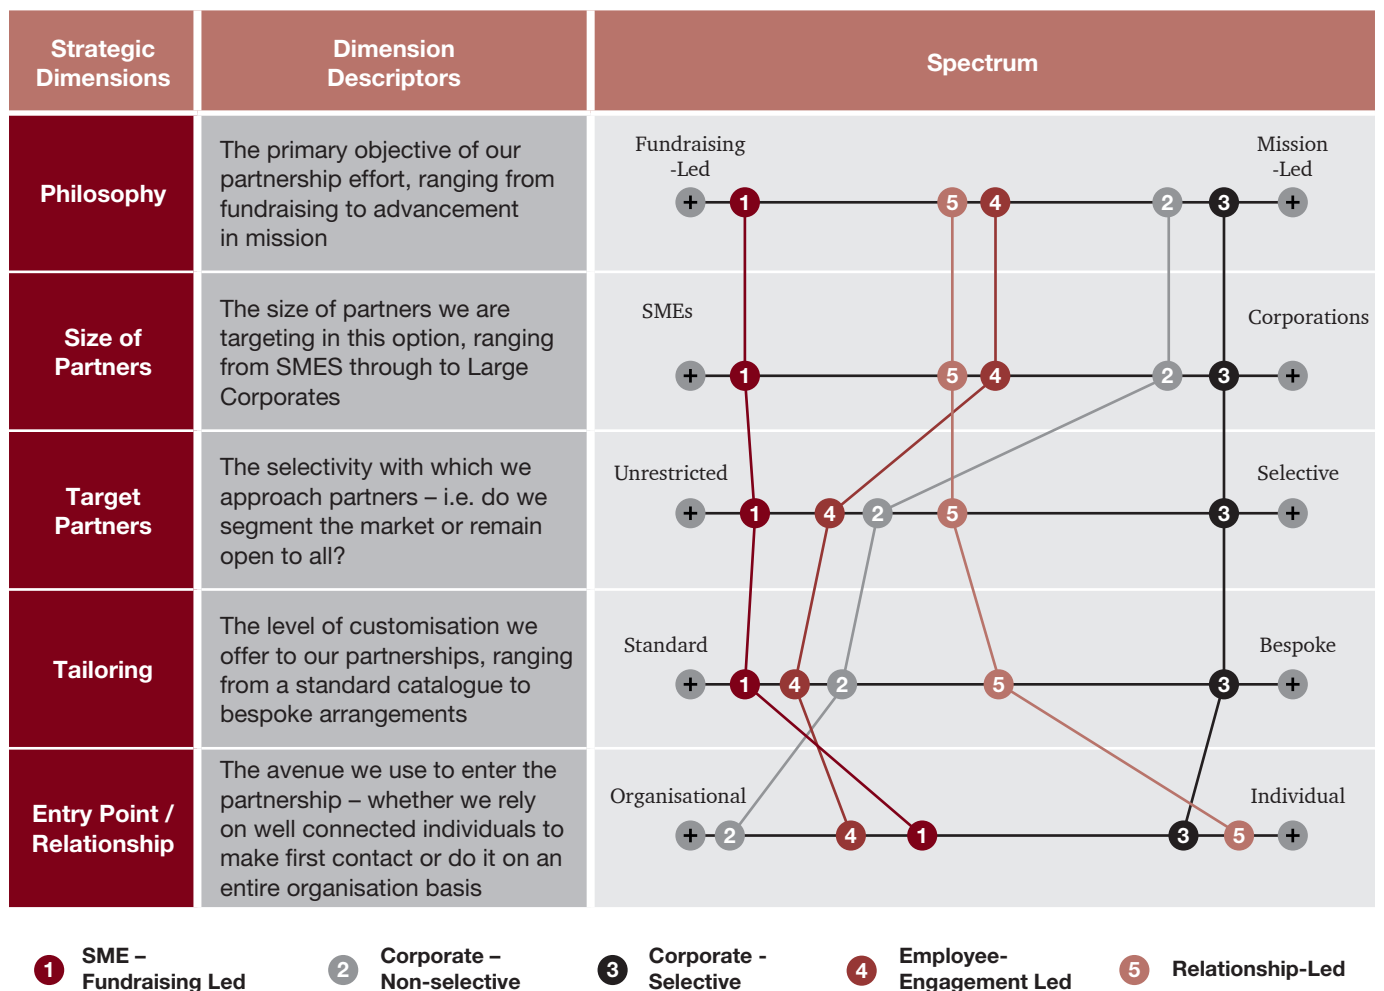 Strategic
Dimensions
Dimension
Descriptors
Spectrum
Philosophy
The primary objective of our
partnership effort, ranging from
fundraising to advancement
in mission
Fundraising
-Led
Mission
-Led
+ 1 5 4 2 3 +
Size of
Partners
The size of partners we are
targeting in this option, ranging
from SMES through to Large
Corporates
SMEs
Corporations
+ 1 5 4 2 3 +
Target
Partners
The selectivity with which we
approach partners – i.e. do we
segment the market or remain
open to all?
Unrestricted
Selective
+ 1 4 2 5 3 +
Tailoring
The level of customisation we
offer to our partnerships, ranging
from a standard catalogue to
bespoke arrangements
Standard
Bespoke
+ 1 4 2 5 3 +
Entry Point /
Relationship
The avenue we use to enter the
partnership – whether we rely
on well connected individuals to
make first contact or do it on an
entire organisation basis
Organisational
Individual
+ 2 4 1 3 5 +
1 SME –
Fundraising Led
2 Corporate –
Non-selective
3 Corporate -
Selective
4 Employee-
Engagement Led
5 Relationship-Led